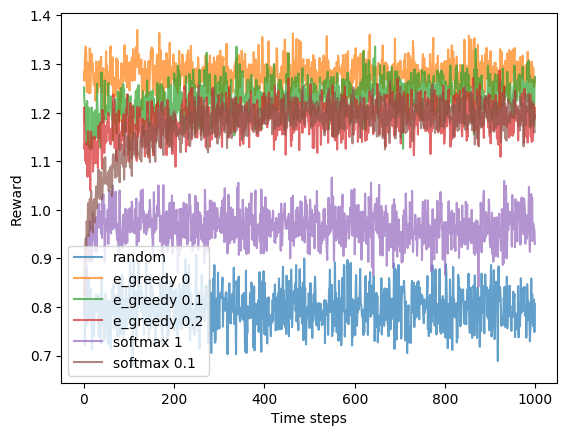 1.4
1.3
1.2
1.1
1.0
0.9
0.8
0.7
Reward
random
e_greedy 0
e_greedy 0.1
e_greedy 0.2
softmax 1
softmax 0.1
0
200
400
600
800
1000
Time steps